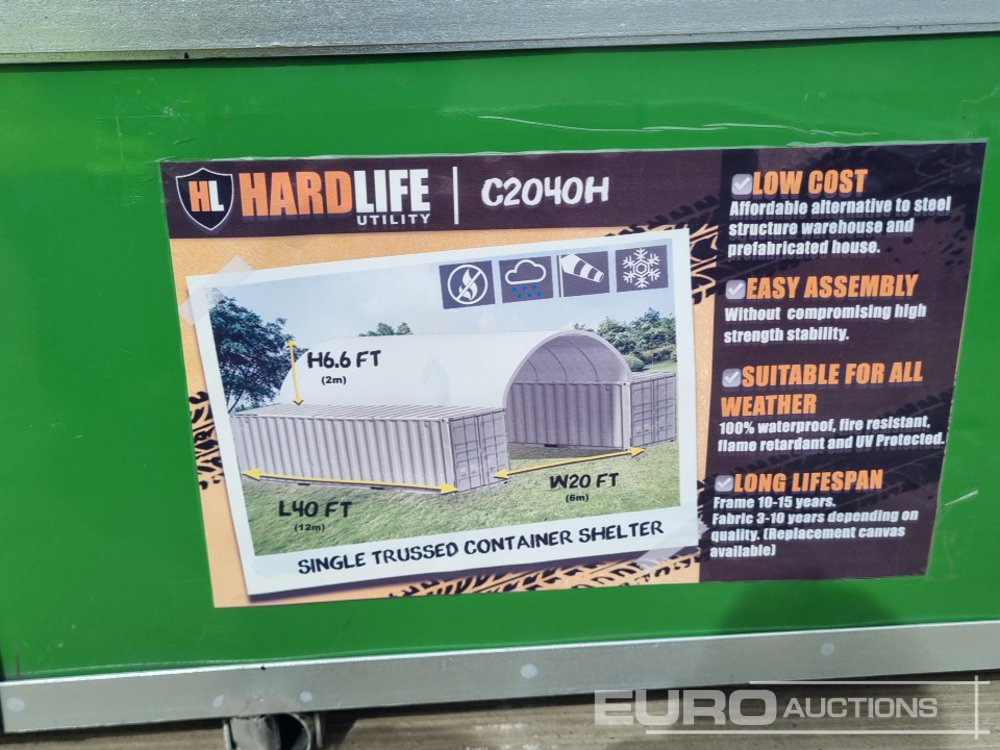 HL HARDLIFE
UTILITY
C2040H
H6.6 FT
(2m)
L40 FT
(12m)
W20 FT
(6m)
SINGLE TRUSSED CONTAINER SHELTER
LOW COST
Affordable alternative to steel
structure warehouse and
prefabricated house.
EASY ASSEMBLY
Without compromising high
strength stability.
SUITABLE FOR ALL
WEATHER
100% waterproof, fire resistant,
flame retardant and UV Protected.
LONG LIFESPAN
Frame 10-15 years.
Fabric 3-10 years depending on
quality. (Replacement canvas
available)
EURO AUCTIONS